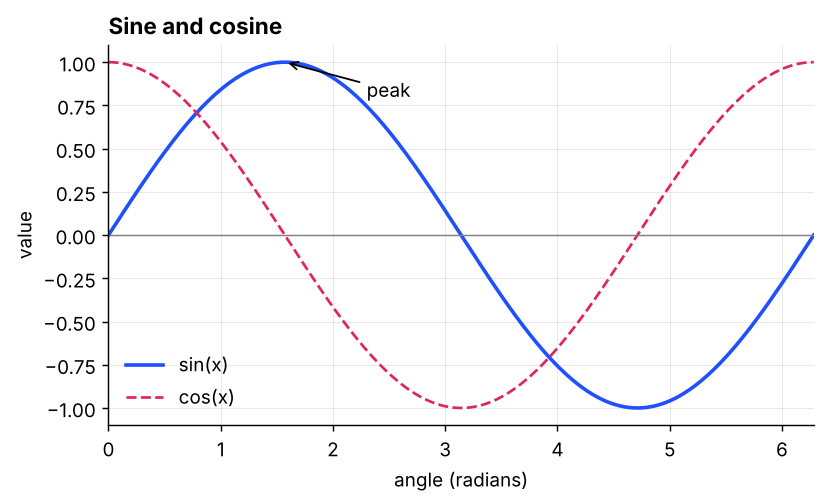 Sine and cosine
1.00
0.75
0.50
0.25
0.00
−0.25
−0.50
−0.75
−1.00
value
peak
sin(x)
cos(x)
0 1 2 3 4 5 6
angle (radians)